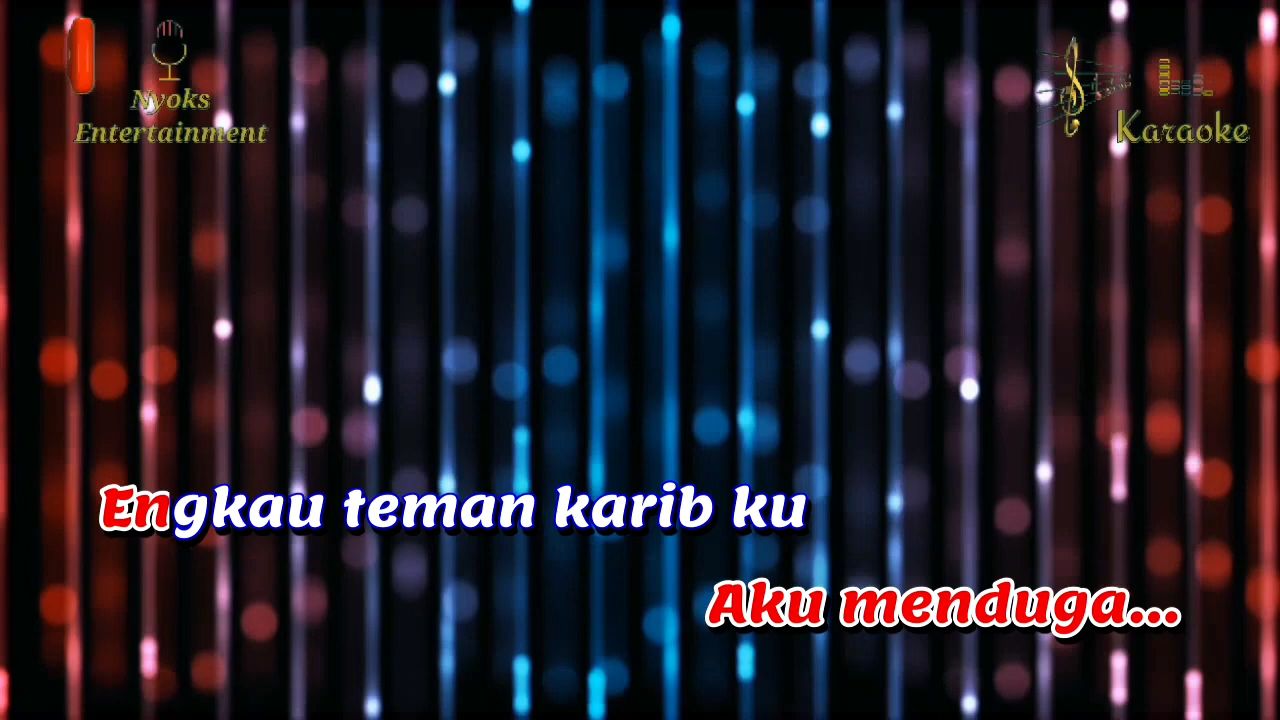 Nyoks
Entertainment
Karaoke
Engkau teman karib ku
Aku menduga...